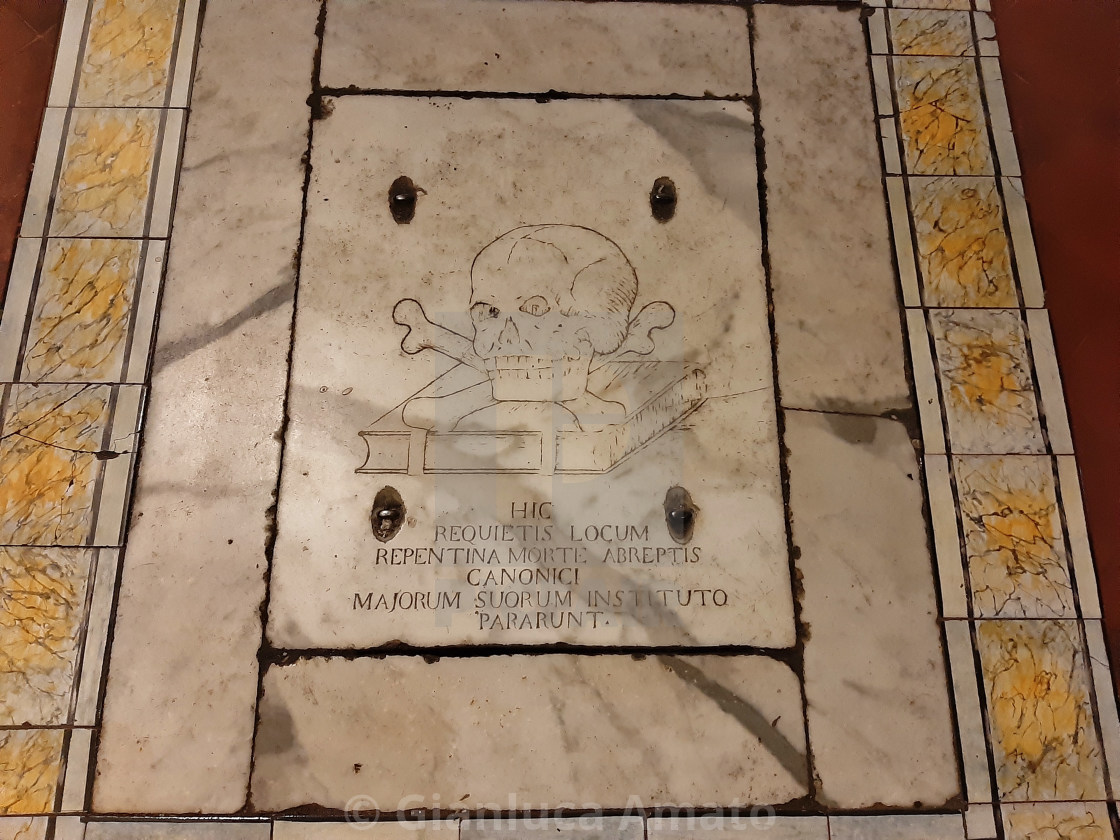 HIC
REQUIETIS LOCUM
REPENTINA MORTE ABREPTIS
CANONICI
MAJORUM SUORUM INSTITUTO
PARARUNT.
© Gianluca Amato